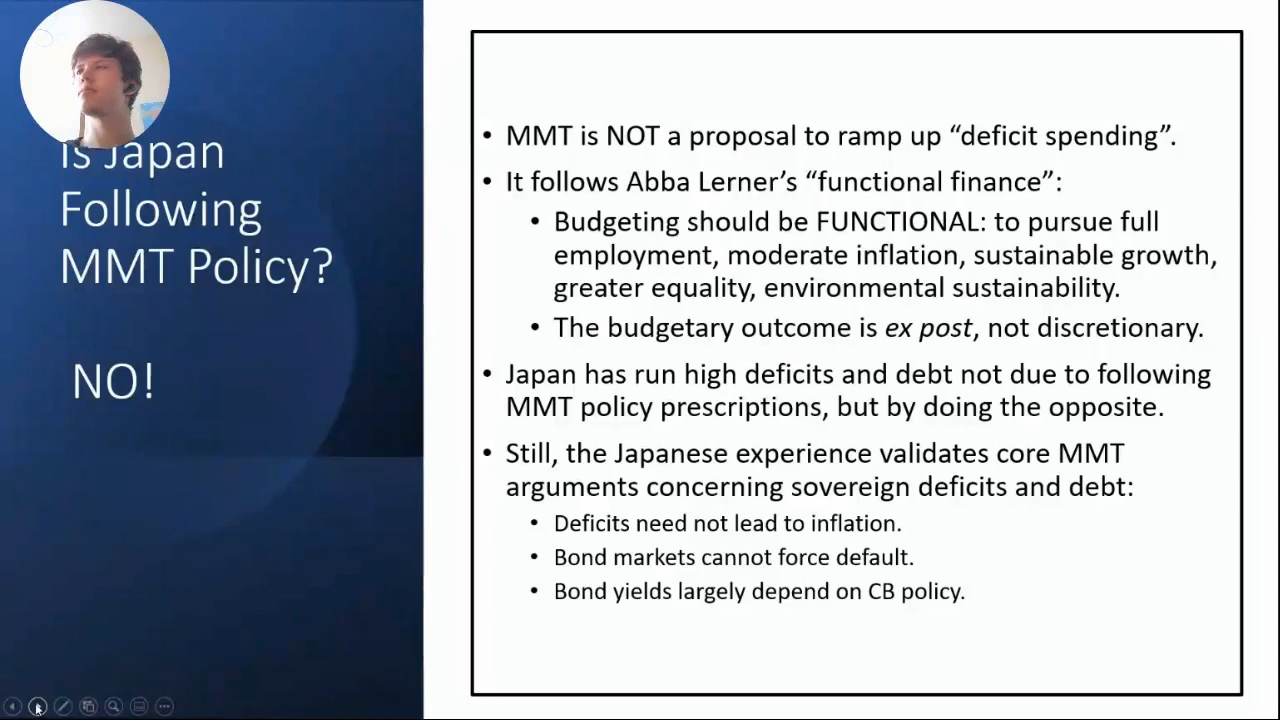 Is Japan
Following
MMT Policy?
NO!
• MMT is NOT a proposal to ramp up “deficit spending”.
• It follows Abba Lerner’s “functional finance”:
• Budgeting should be FUNCTIONAL: to pursue full
employment, moderate inflation, sustainable growth,
greater equality, environmental sustainability.
• The budgetary outcome is ex post, not discretionary.
• Japan has run high deficits and debt not due to following
MMT policy prescriptions, but by doing the opposite.
• Still, the Japanese experience validates core MMT
arguments concerning sovereign deficits and debt:
• Deficits need not lead to inflation.
• Bond markets cannot force default.
• Bond yields largely depend on CB policy.